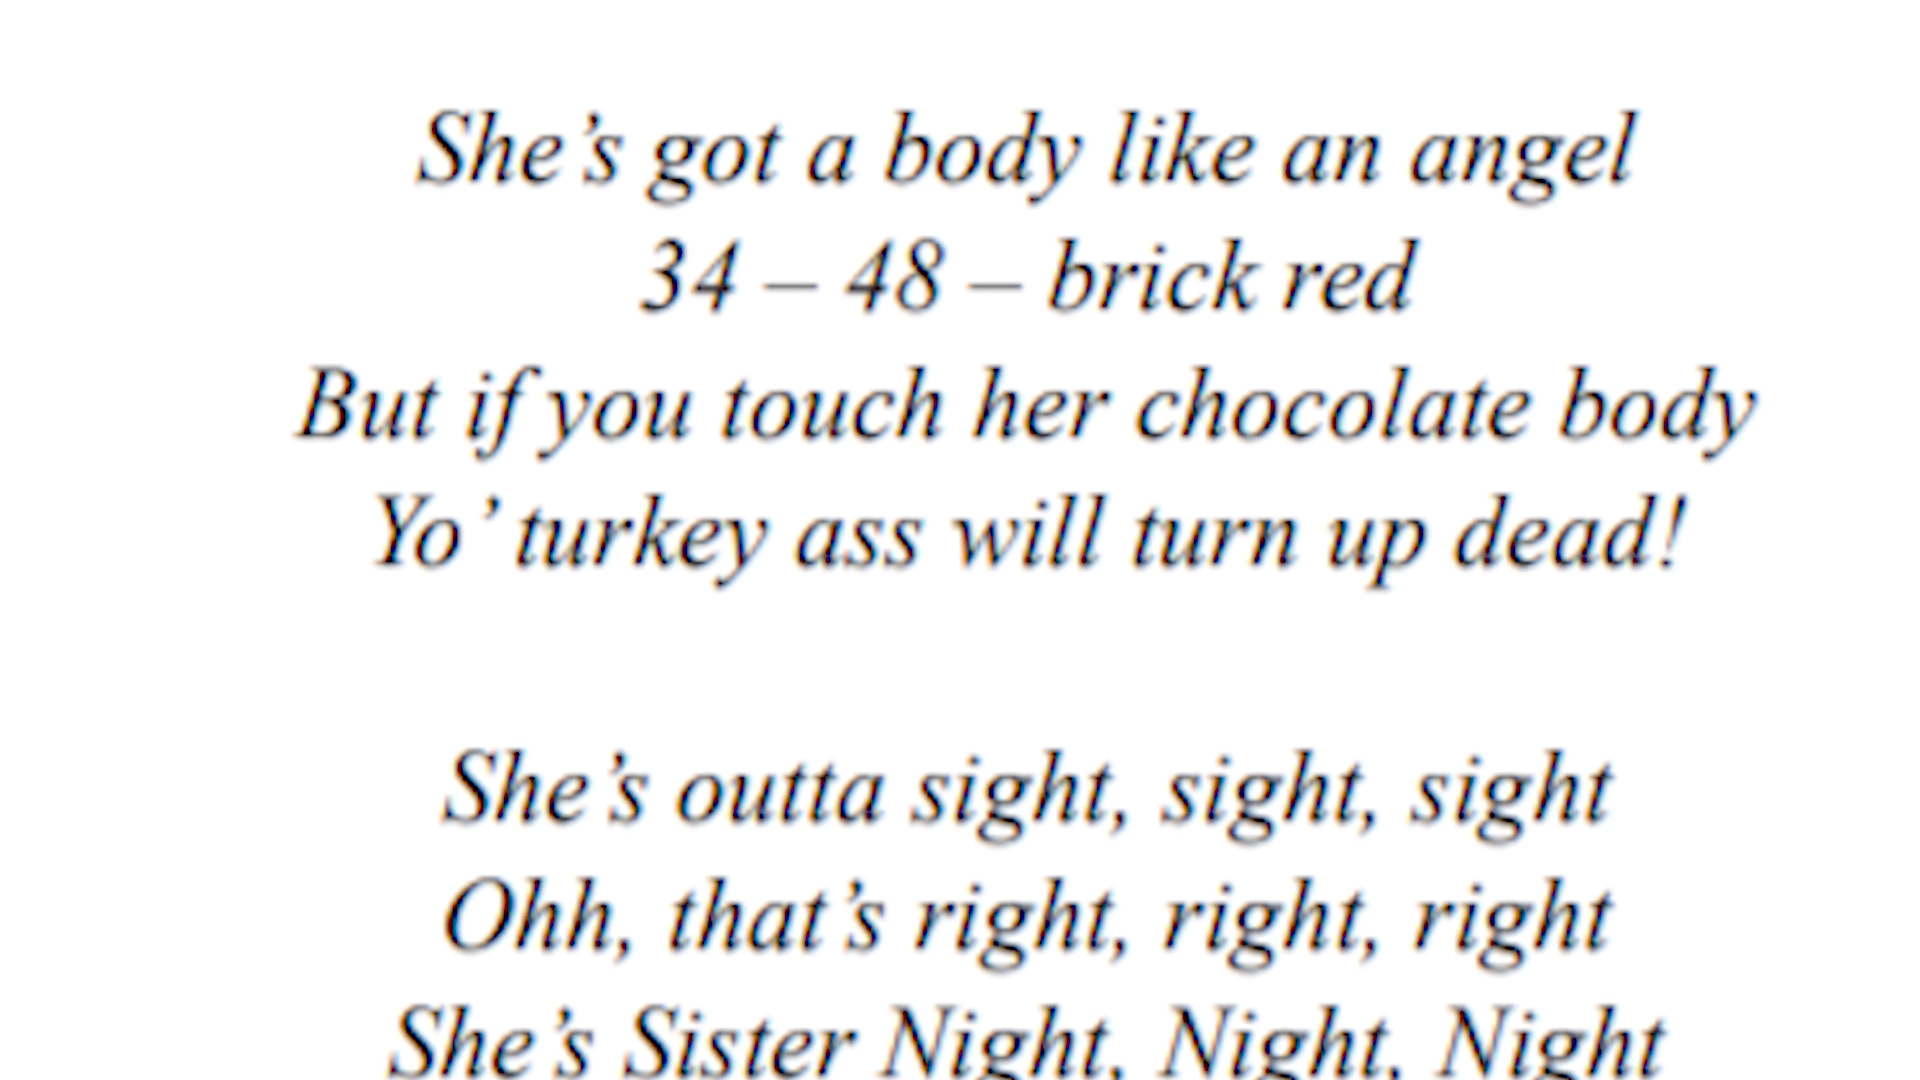 She’s got a body like an angel
34 – 48 – brick red
But if you touch her chocolate body
Yo’ turkey ass will turn up dead!
She’s outta sight, sight, sight
Ohh, that’s right, right, right
She’s Sister Night, Night, Night